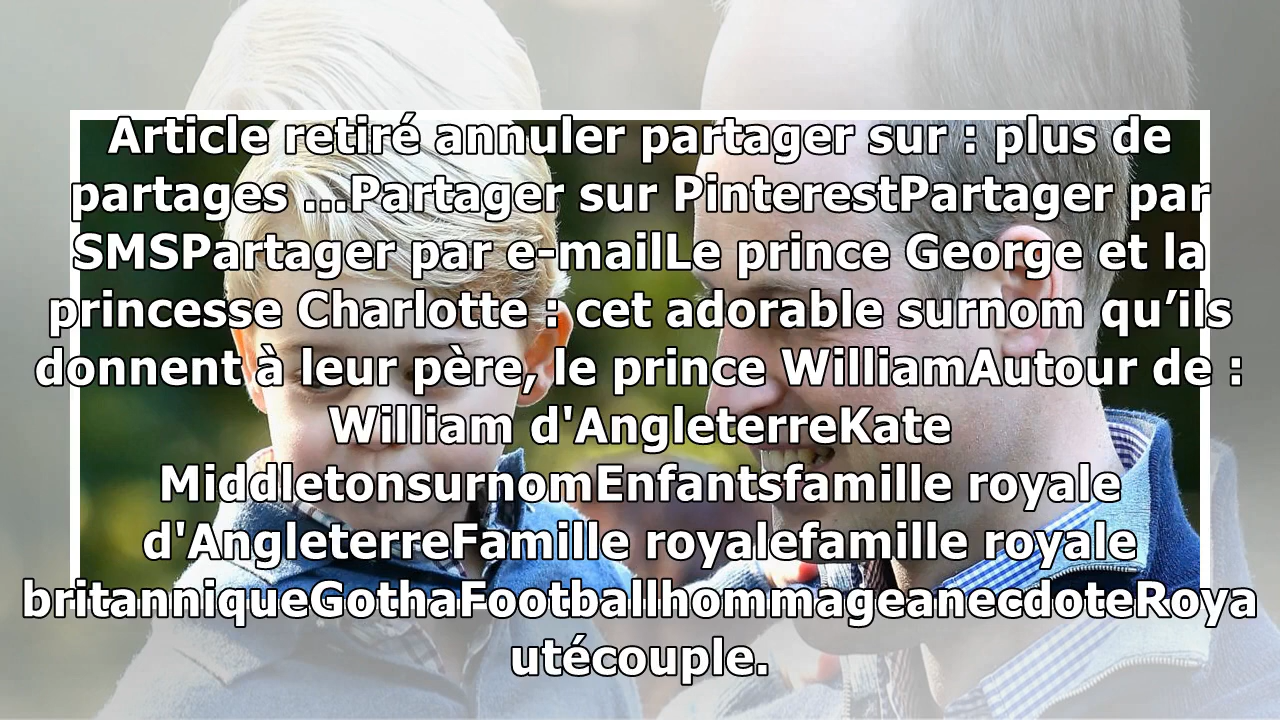 Article retiré annuler partager sur : plus de
partages ...Partager sur PinterestPartager par
SMSPartager par e-mailLe prince George et la
princesse Charlotte : cet adorable surnom qu’ils
donnent à leur père, le prince WilliamAutour de :
William d'AngleterreKate
MiddletonsurnomEnfantsfamille royale
d'AngleterreFamille royalefamille royale
britanniqueGothaFootballhommageanecdoteRoya
utécouple.